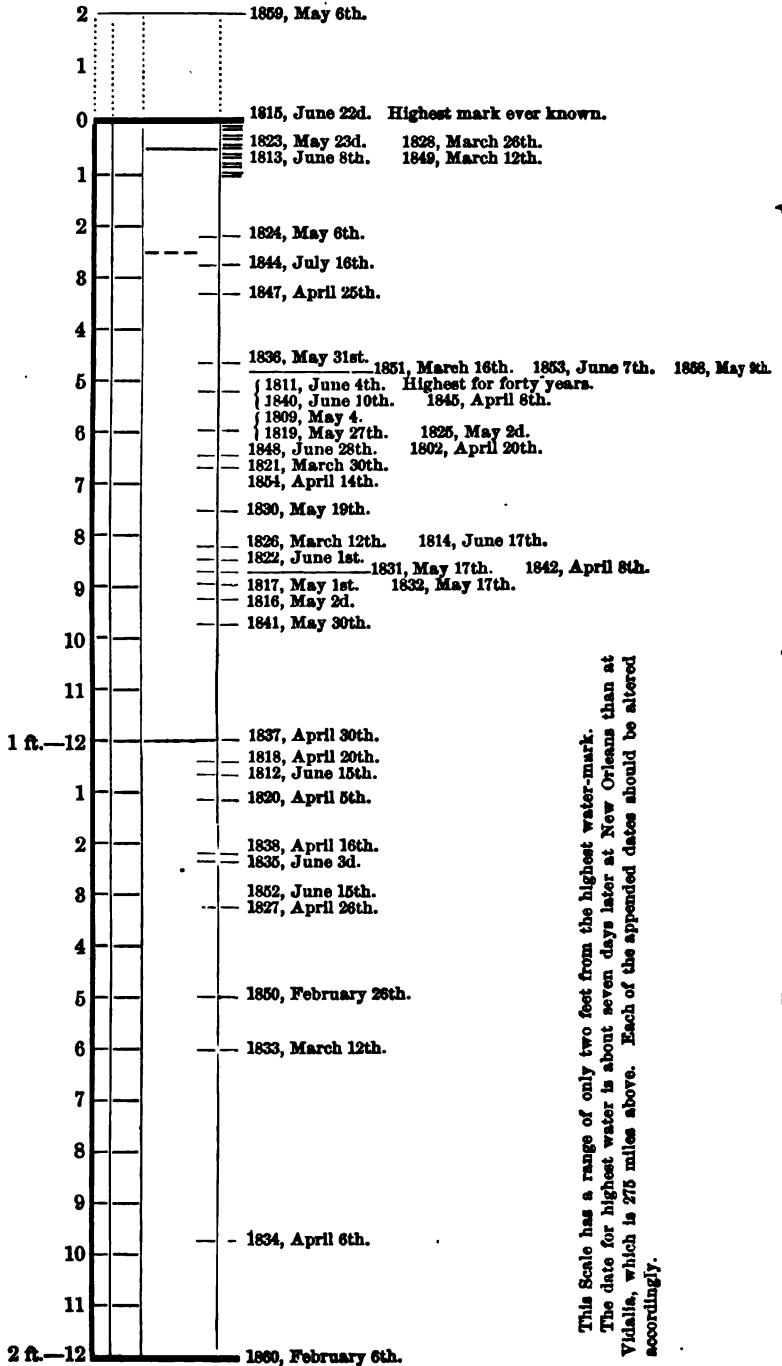 2 1859, May 6th.
1
0 1815, June 22d. Highest mark ever known.
1823, May 23d. 1828, March 26th.
1813, June 8th. 1849, March 12th.
1
2 1824, May 6th.
1844, July 16th.
3 1847, April 25th.
4
1836, May 31st.
1851, March 16th. 1853, June 7th. 1858, May 9th.
5 { 1811, June 4th. Highest for forty years.
1840, June 10th. 1845, April 8th.
{ 1809, May 4.
6 1819, May 27th. 1825, May 2d.
1848, June 28th. 1802, April 20th.
1821, March 30th.
7 1854, April 14th.
1830, May 19th.
8 1826, March 12th. 1814, June 17th.
1822, June 1st.
1831, May 17th. 1842, April 8th.
9 1817, May 1st. 1832, May 17th.
1816, May 2d.
1841, May 30th.
10
11
1 ft.—12 1837, April 30th.
1818, April 20th.
1812, June 15th.
1 1820, April 5th.
2 1838, April 16th.
1835, June 3d.
3 1852, June 15th.
1827, April 26th.
4
5 1850, February 26th.
6 1833, March 12th.
7
8
9
1834, April 6th.
10
11
2 ft.—12 1860, February 6th.
This Scale has a range of only two feet from the highest water-mark.
The date for highest water is about seven days later at New Orleans than at
Vidalia, which is 275 miles above. Each of the appended dates should be altered
accordingly.